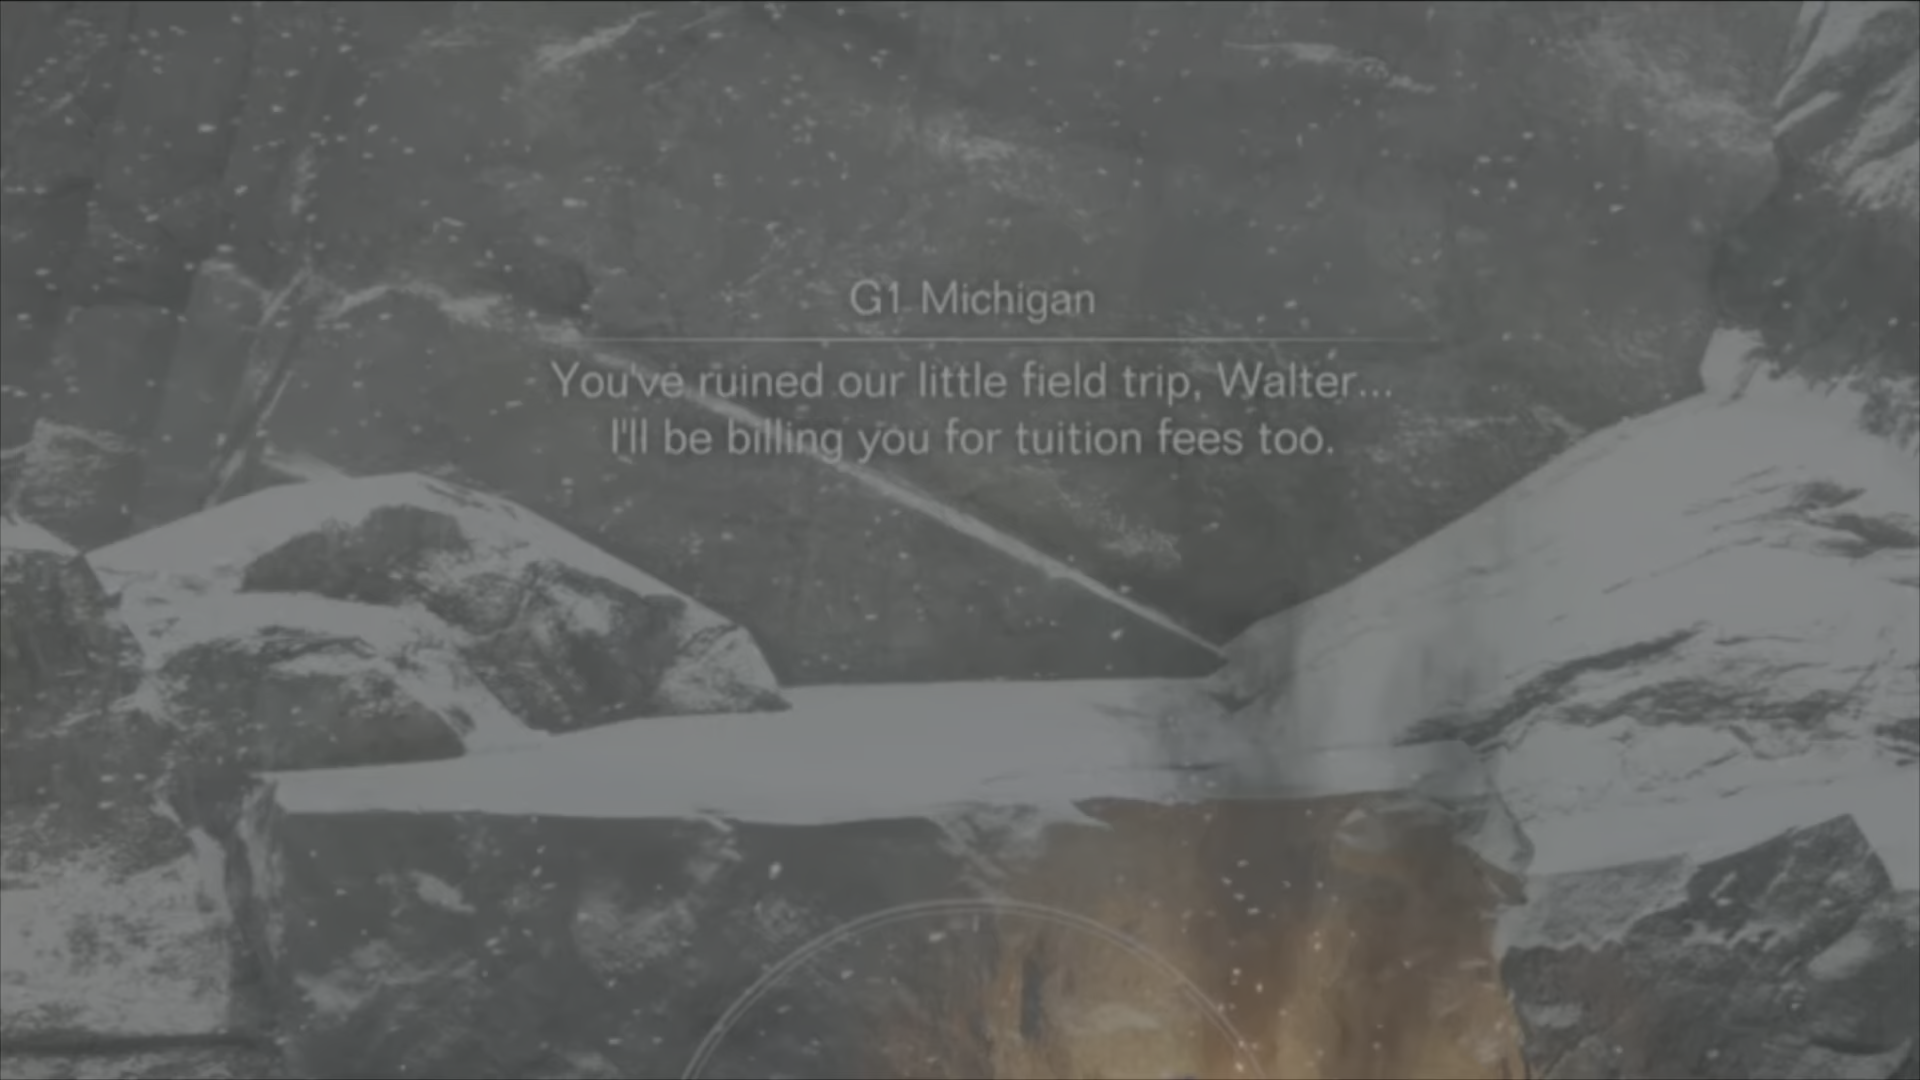 G1 Michigan
You've ruined our little field trip, Walter...
I'll be billing you for tuition fees too.